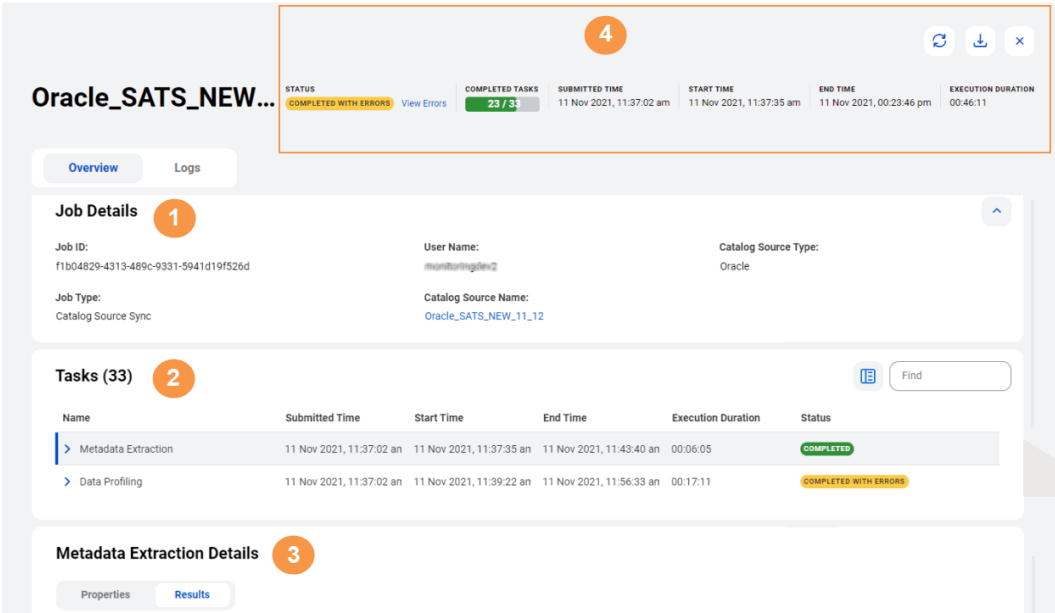 4
Oracle_SATS_NEW...
STATUS COMPLETED TASKS SUBMITTED TIME START TIME END TIME EXECUTION DURATION
COMPLETED WITH ERRORS View Errors 23 / 33 11 Nov 2021, 11:37:02 am 11 Nov 2021, 11:37:35 am 11 Nov 2021, 00:23:46 pm 00:46:11
Overview Logs
Job Details 1
Job ID: User Name: Catalog Source Type:
f1b04829-4313-489c-9331-5941d19f526d monitoringdev2 Oracle
Job Type: Catalog Source Name:
Catalog Source Sync Oracle_SATS_NEW_11_12
Tasks (33) 2 Find
Name Submitted Time Start Time End Time Execution Duration Status
Metadata Extraction 11 Nov 2021, 11:37:02 an 11 Nov 2021, 11:37:35 an 11 Nov 2021, 11:43:40 an 00:06:05 COMPLETED
Data Profiling 11 Nov 2021, 11:37:02 an 11 Nov 2021, 11:39:22 an 11 Nov 2021, 11:56:33 an 00:17:11 COMPLETED WITH ERRORS
Metadata Extraction Details 3
Properties Results